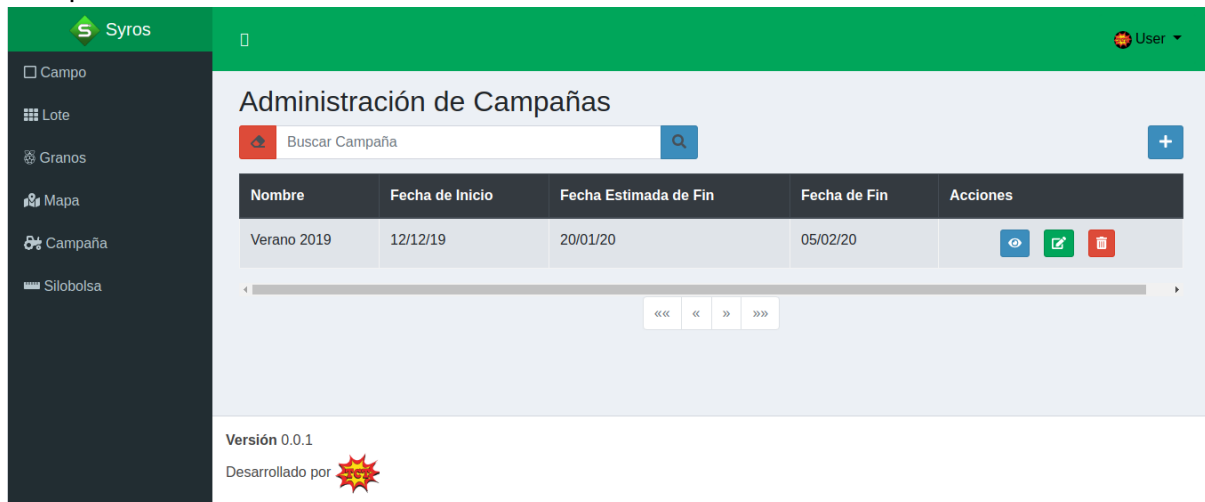 Syros
User
Campo
Lote
Granos
Mapa
Campaña
Silobolsa
Administración de Campañas
Buscar Campaña
Nombre Fecha de Inicio Fecha Estimada de Fin Fecha de Fin Acciones
Verano 2019 12/12/19 20/01/20 05/02/20
«« « » »»
Versión 0.0.1
Desarrollado por